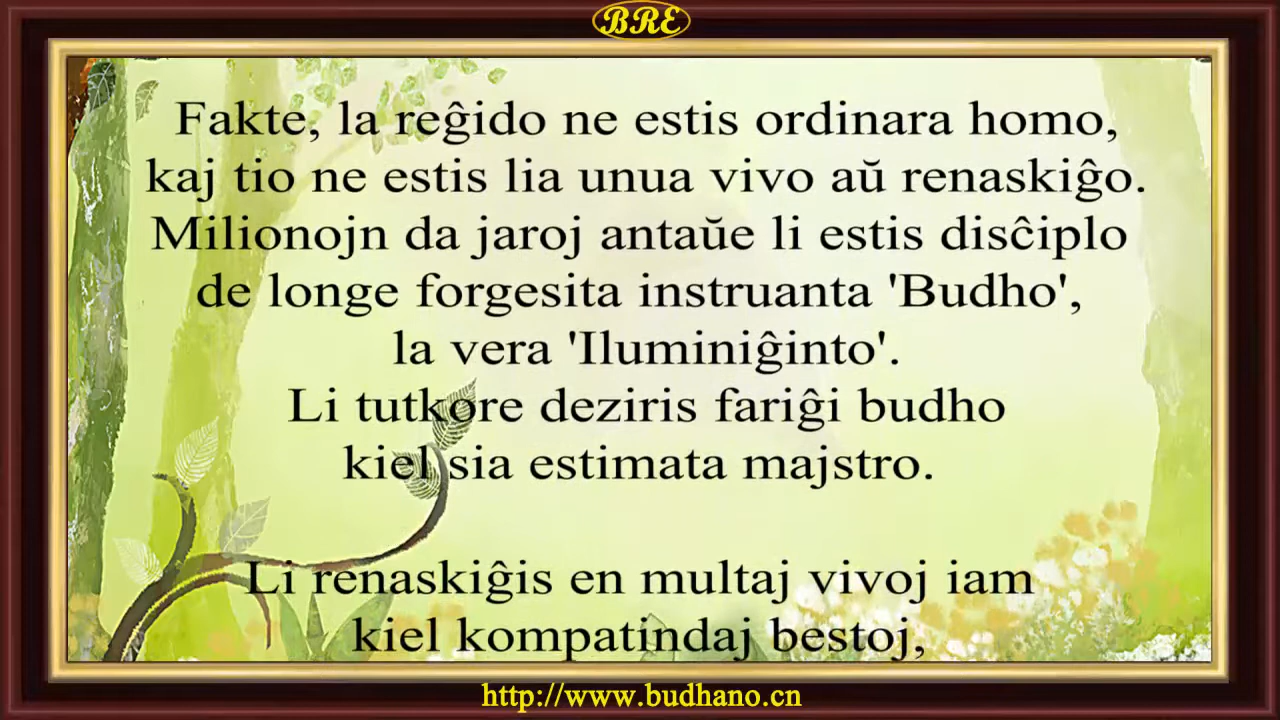 BRE
Fakte, la reĝido ne estis ordinara homo,
kaj tio ne estis lia unua vivo aŭ renaskiĝo.
Milionojn da jaroj antaŭe li estis disĉiplo
de longe forgesita instruanta 'Budho',
la vera 'Iluminiĝinto'.
Li tutkore deziris fariĝi budho
kiel sia estimata majstro.
Li renaskiĝis en multaj vivoj iam
kiel kompatindaj bestoj,
http://www.budhano.cn